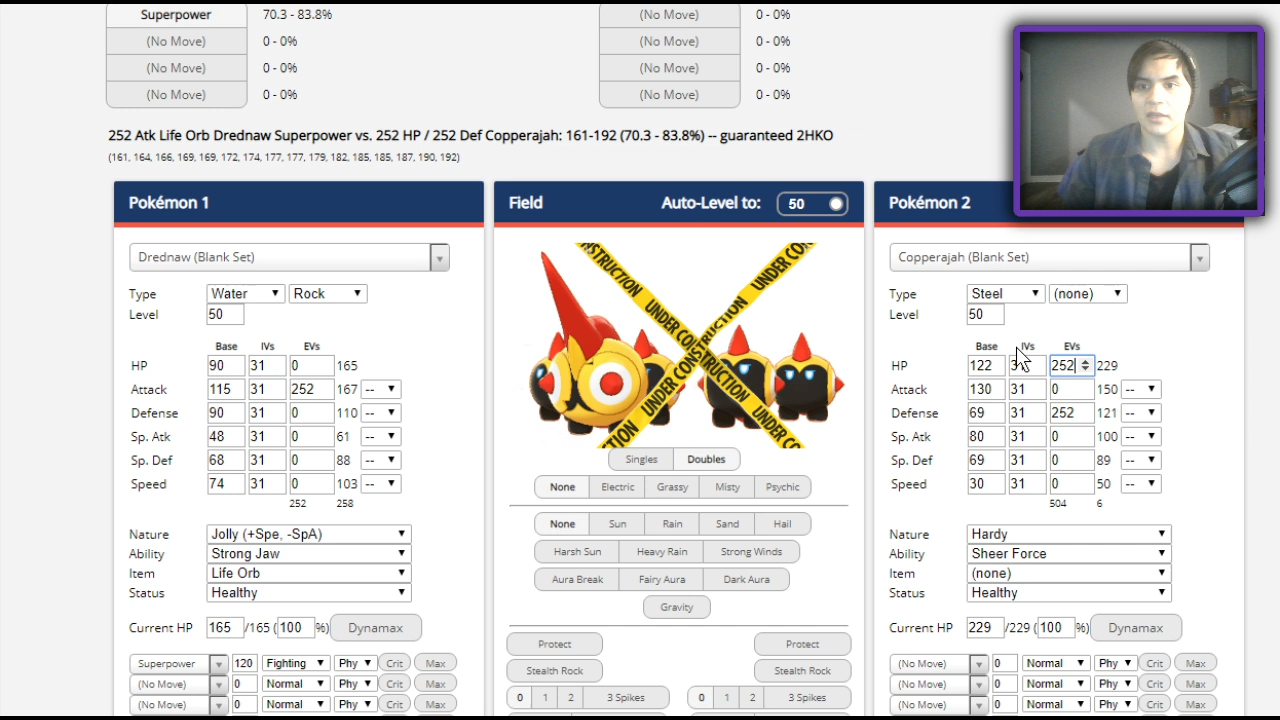 Superpower 70.3 - 83.8% (No Move) 0 - 0%
(No Move) 0 - 0% (No Move) 0 - 0%
(No Move) 0 - 0% (No Move) 0 - 0%
(No Move) 0 - 0% (No Move) 0 - 0%
252 Atk Life Orb Drednaw Superpower vs. 252 HP / 252 Def Copperajah: 161-192 (70.3 - 83.8%) -- guaranteed 2HKO
(161, 164, 166, 169, 169, 172, 174, 177, 177, 179, 182, 185, 185, 187, 190, 192)
Pokémon 1 Field Auto-Level to: 50 Pokémon 2
Drednaw (Blank Set) Copperajah (Blank Set)
Type Water Rock Type Steel (none)
Level 50 Level 50
Base IVs EVs Base IVs EVs
HP 90 31 0 165 HP 122 252 229
Attack 115 31 252 167 -- Attack 130 31 0 150 --
Defense 90 31 0 110 -- Defense 69 31 252 121 --
Sp. Atk 48 31 0 61 -- Sp. Atk 80 31 0 100 --
Sp. Def 68 31 0 88 -- Sp. Def 69 31 0 89 --
Speed 74 31 0 103 -- Speed 30 31 0 50 --
252 258 504 6
UNDER CONSTRUCTION
UNDER CONSTRUCTION
Singles Doubles
None Electric Grassy Misty Psychic
None Sun Rain Sand Hail
Harsh Sun Heavy Rain Strong Winds
Aura Break Fairy Aura Dark Aura
Gravity
Protect Protect
Stealth Rock Stealth Rock
0 1 2 3 Spikes 0 1 2 3 Spikes
Nature Jolly (+Spe, -SpA) Nature Hardy
Ability Strong Jaw Ability Sheer Force
Item Life Orb Item (none)
Status Healthy Status Healthy
Current HP 165 /165 (100 %) Dynamax Current HP 229 /229 (100 %) Dynamax
Superpower 120 Fighting Phy Crit Max (No Move) 0 Normal Phy Crit Max
(No Move) 0 Normal Phy Crit Max (No Move) 0 Normal Phy Crit Max
(No Move) 0 Normal Phy Crit Max (No Move) 0 Normal Phy Crit Max